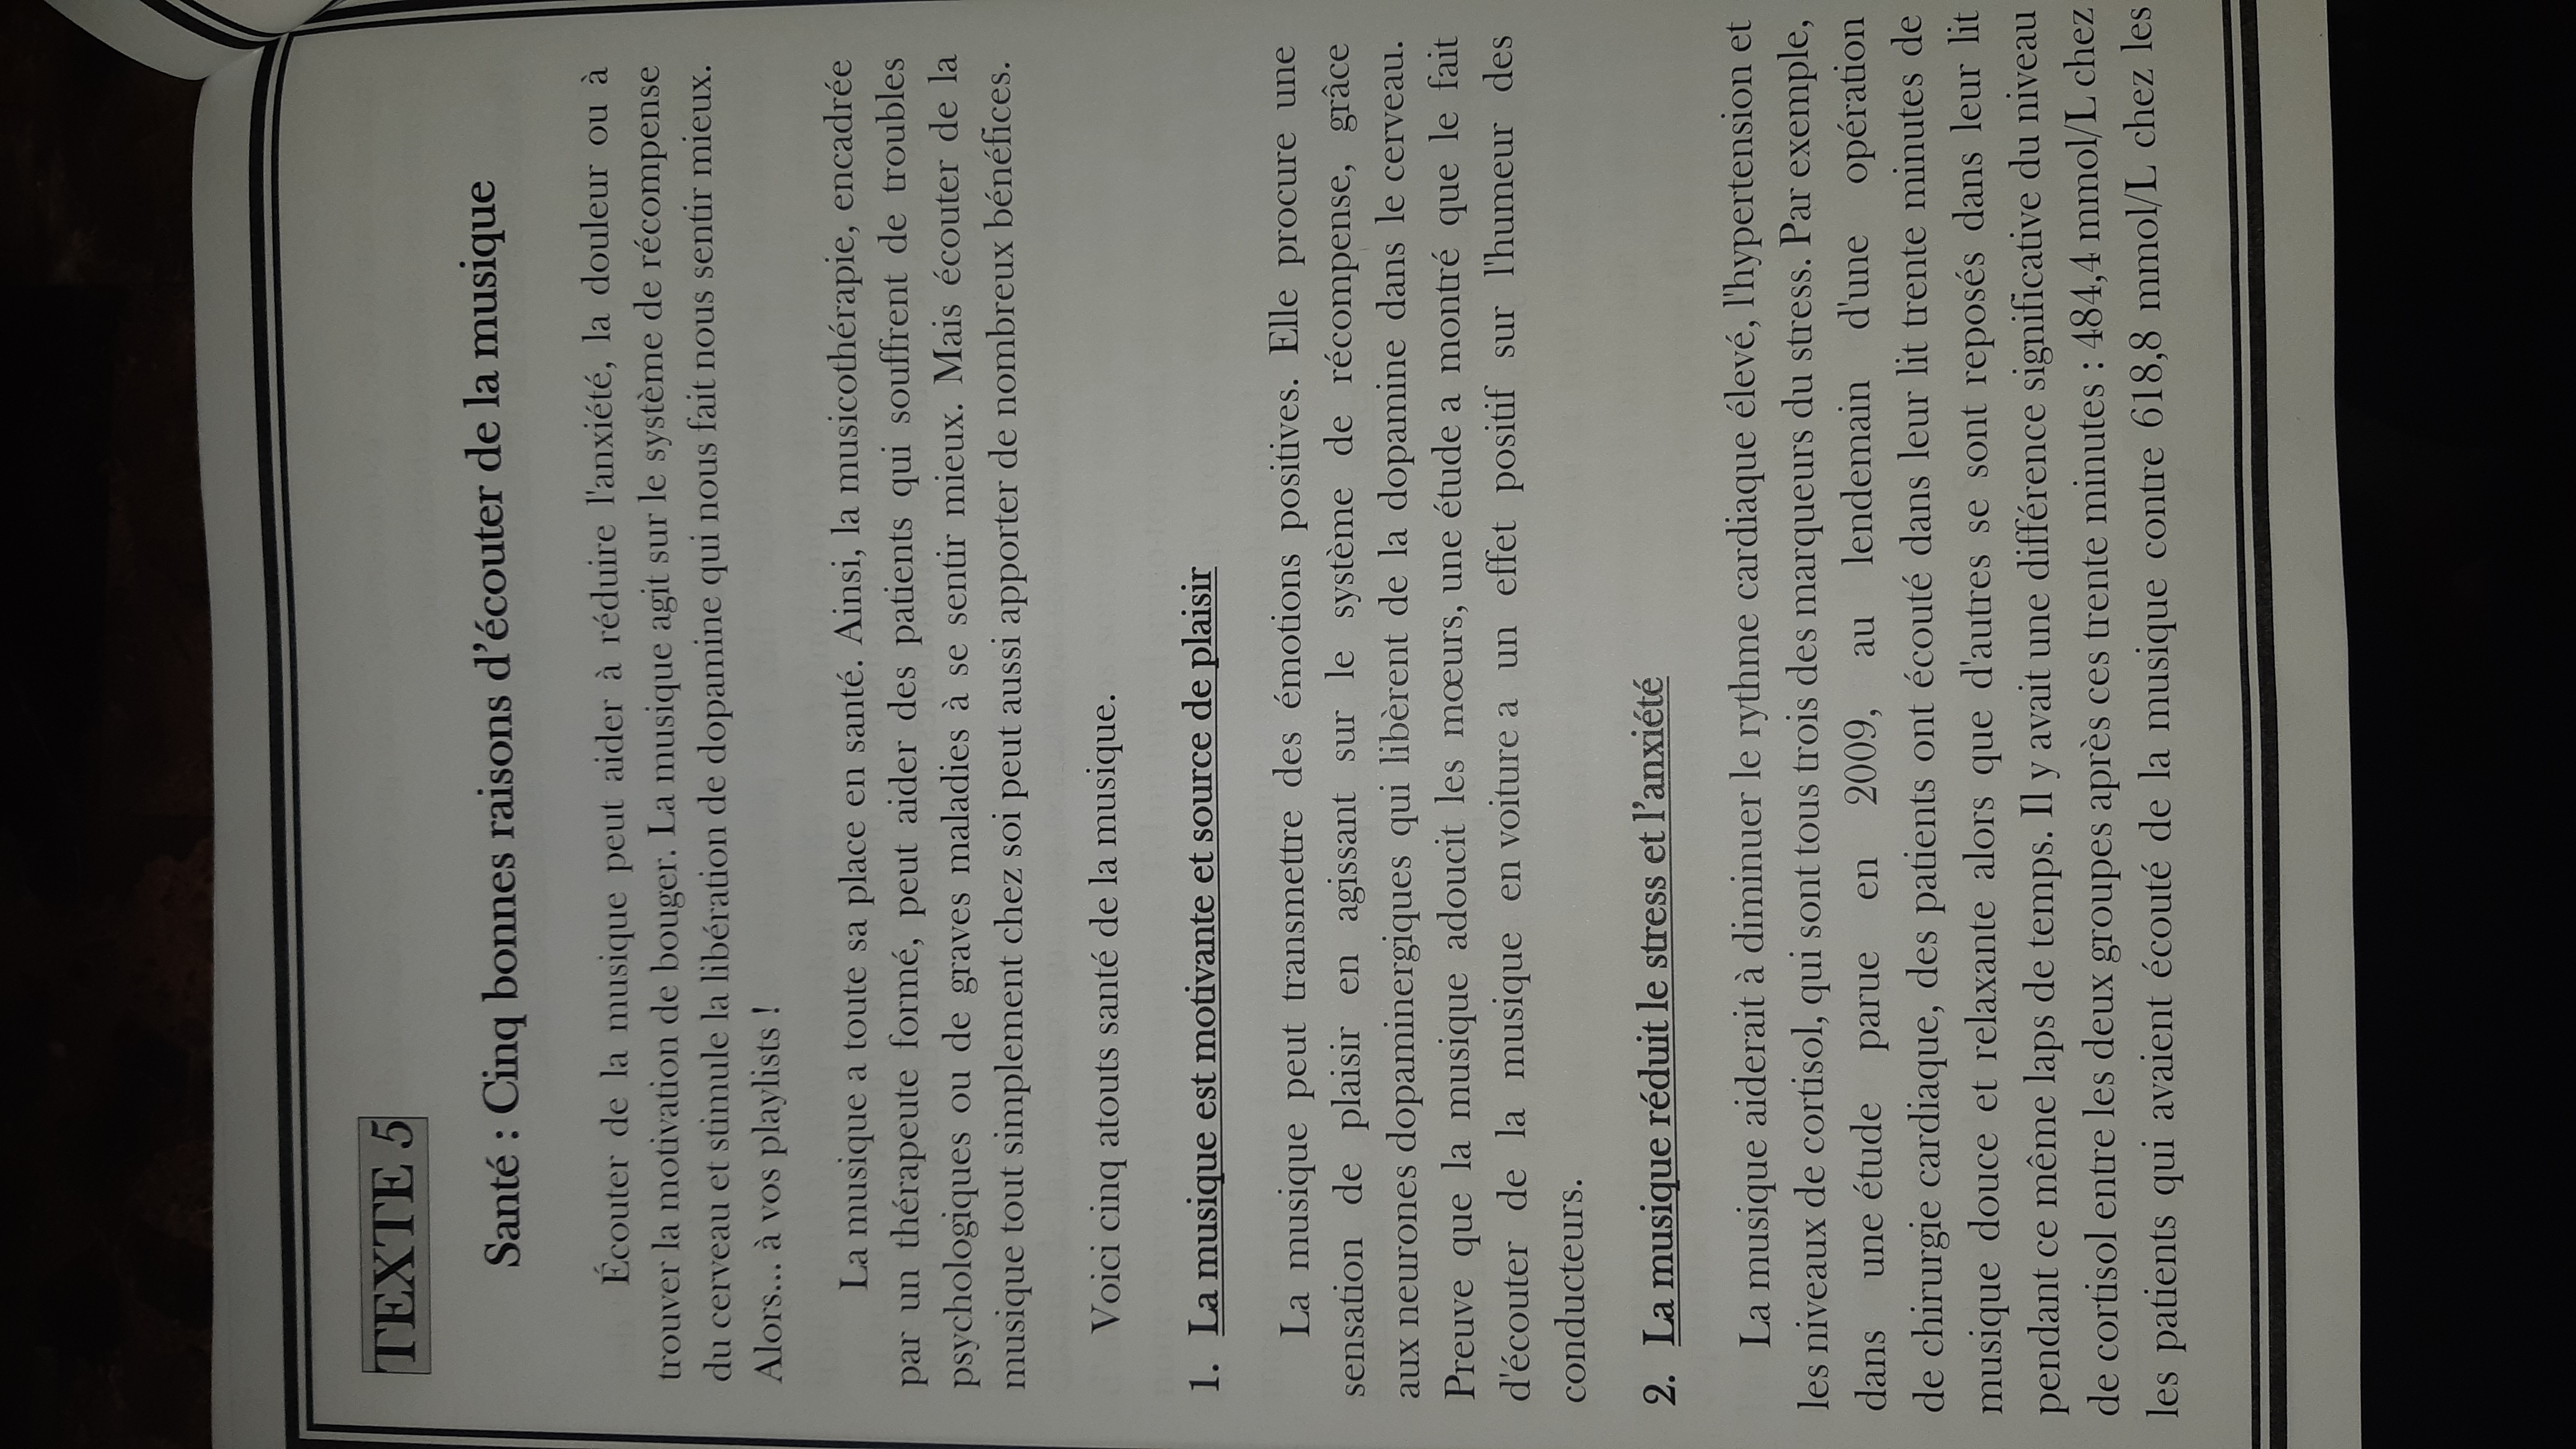 TEXTE 5
Santé : Cinq bonnes raisons d'écouter de la musique
Écouter de la musique peut aider à réduire l'anxiété, la douleur ou à
trouver la motivation de bouger. La musique agit sur le système de récompense
du cerveau et stimule la libération de dopamine qui nous fait nous sentir mieux.
Alors... à vos playlists !
La musique a toute sa place en santé. Ainsi, la musicothérapie, encadrée
par un thérapeute formé, peut aider des patients qui souffrent de troubles
psychologiques ou de graves maladies à se sentir mieux. Mais écouter de la
musique tout simplement chez soi peut aussi apporter de nombreux bénéfices.
Voici cinq atouts santé de la musique.
1. La musique est motivante et source de plaisir
La musique peut transmettre des émotions positives. Elle procure une
sensation de plaisir en agissant sur le système de récompense, grâce
aux neurones dopaminergiques qui libèrent de la dopamine dans le cerveau.
Preuve que la musique adoucit les mœurs, une étude a montré que le fait
d'écouter de la musique en voiture a un effet positif sur l'humeur des
conducteurs.
2. La musique réduit le stress et l'anxiété
La musique aiderait à diminuer le rythme cardiaque élevé, l'hypertension et
les niveaux de cortisol, qui sont tous trois des marqueurs du stress. Par exemple,
dans une étude parue en 2009, au lendemain d'une opération
de chirurgie cardiaque, des patients ont écouté dans leur lit trente minutes de
musique douce et relaxante alors que d'autres se sont reposés dans leur lit
pendant ce même laps de temps. Il y avait une différence significative du niveau
de cortisol entre les deux groupes après ces trente minutes : 484,4 mmol/L chez
les patients qui avaient écouté de la musique contre 618,8 mmol/L chez les